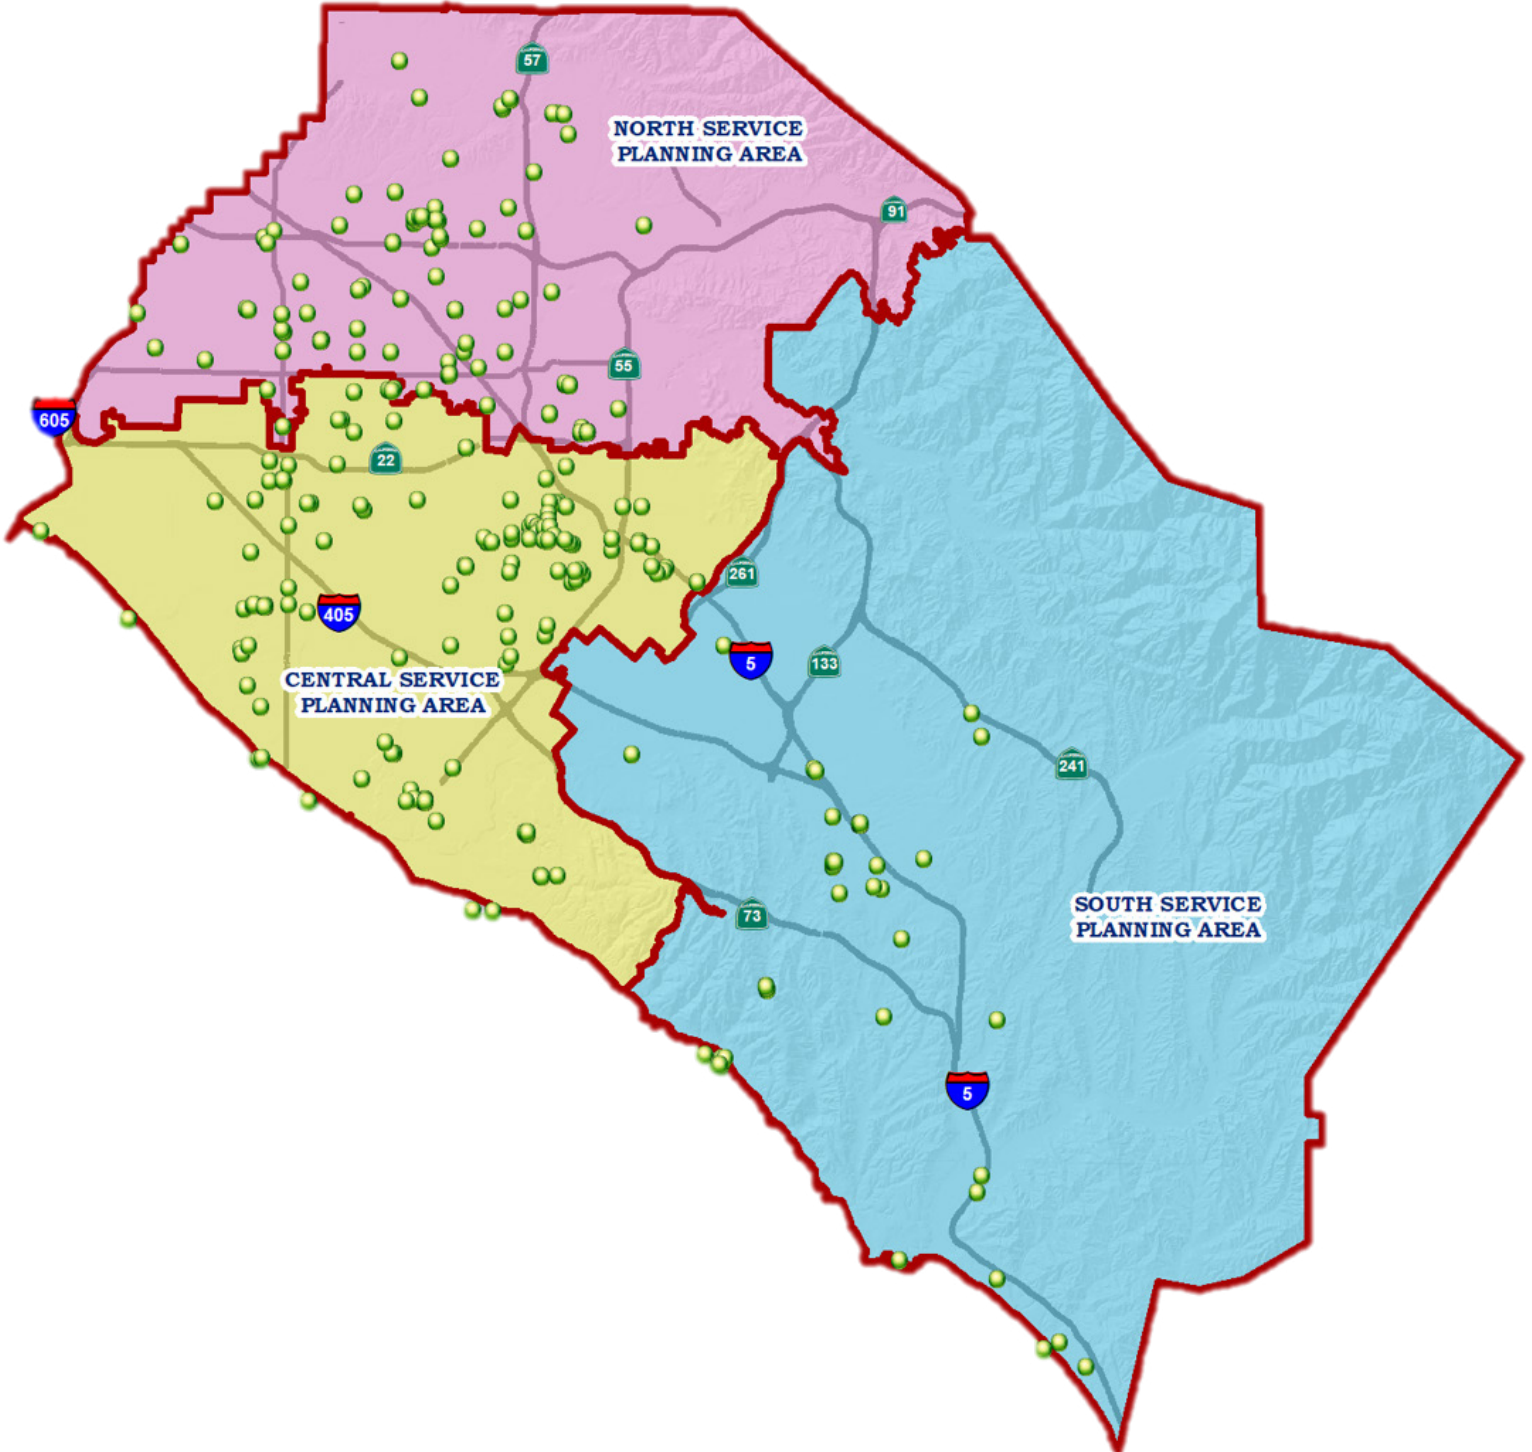 57
NORTH SERVICE
PLANNING AREA
91
55
605
22
261
405
5
133
CENTRAL SERVICE
PLANNING AREA
241
SOUTH SERVICE
PLANNING AREA
73
5